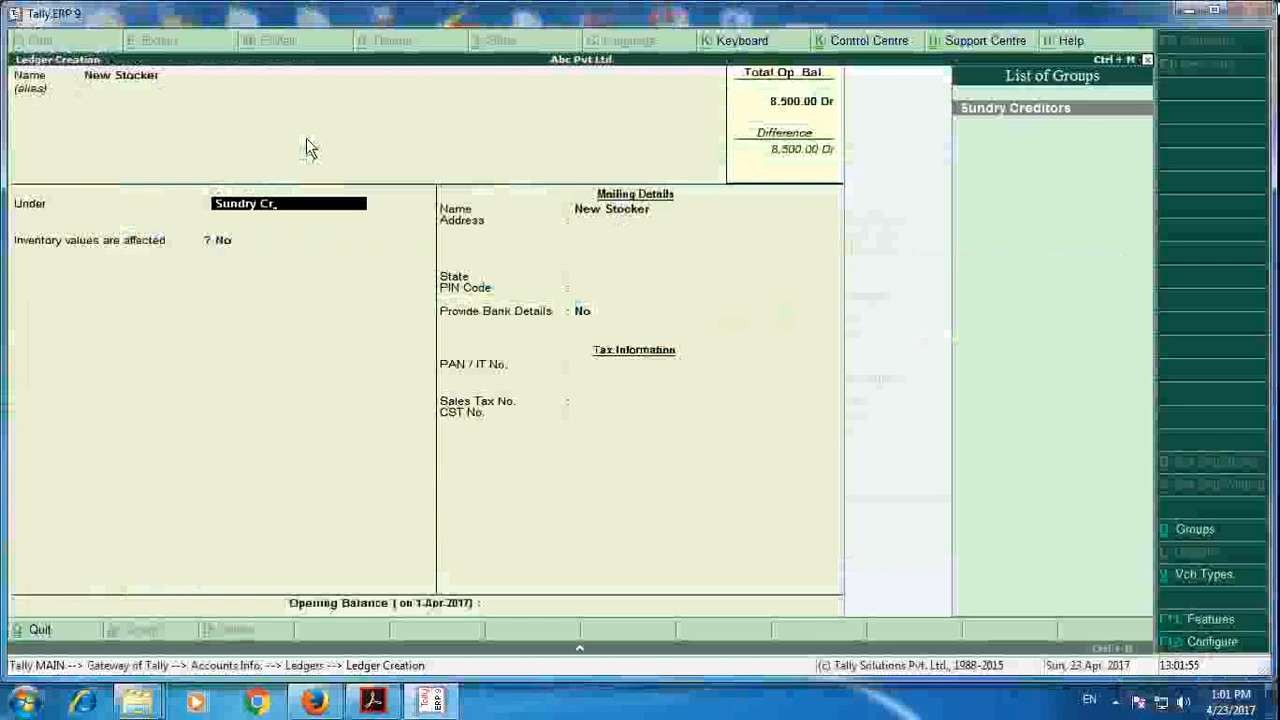 Tally.ERP 9
K: Keyboard
K: Control Centre
Support Centre
H: Help
Ledger Creation
Abc Pvt Ltd.
Ctrl + M
Name New Stocker
(alias)
Total Op. Bal.
8,500.00 Dr
Difference
8,500.00 Dr
List of Groups
Sundry Creditors
Under Sundry Cr
Inventory values are affected ? No
Mailing Details
Name New Stocker
Address :
State
PIN Code :
Provide Bank Details : No
Tax Information
PAN / IT No.
Sales Tax No. :
CST No.
Groups
Vch Types
Features
Configure
Opening Balance ( on 1-Apr-2017) :
Quit
Tally MAIN --> Gateway of Tally --> Accounts Info. --> Ledgers --> Ledger Creation
(c) Tally Solutions Pvt. Ltd., 1988-2015
Sun, 23 Apr, 2017
13:01:55
EN
1:01 PM
4/23/2017